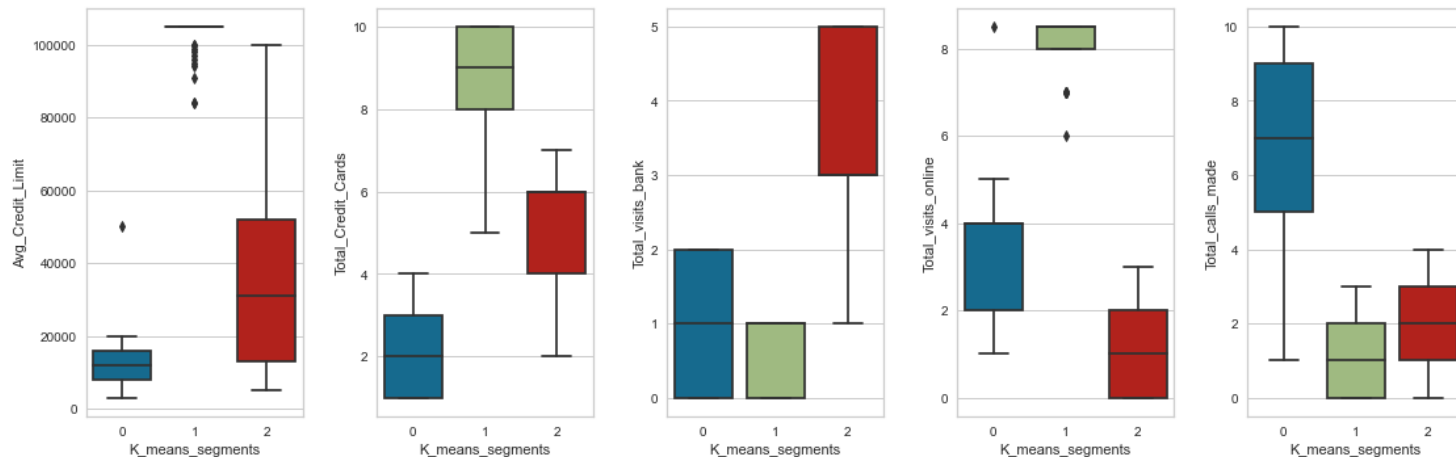 Avg_Credit_Limit
100000
80000
60000
40000
20000
0
0 1 2
K_means_segments
Total_Credit_Cards
10
8
6
4
2
0 1 2
K_means_segments
Total_visits_bank
5
4
3
2
1
0
0 1 2
K_means_segments
Total_visits_online
8
6
4
2
0
0 1 2
K_means_segments
Total_calls_made
10
8
6
4
2
0
0 1 2
K_means_segments